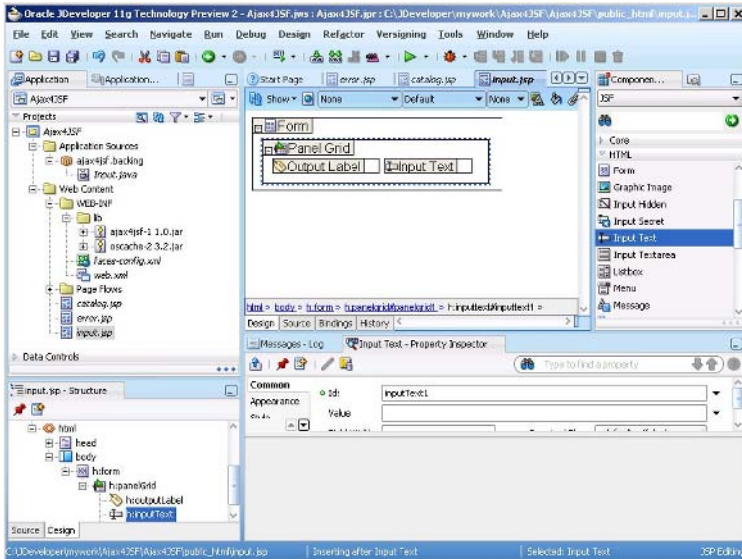 Oracle JDeveloper 11g Technology Preview 2 - Ajax4JSF.jws : Ajax4JSF.jpr : C:\JDeveloper\mywork\Ajax4JSF\Ajax4JSF\public_html\input.j...
File Edit View Search Navigate Run Debug Design Refactor Versioning Tools Window Help
Application
Application...
Ajax4JSF
Projects
Ajax4JSF
Application Sources
ajax4jsf.backing
Input.java
Web Content
WEB-INF
lib
ajax4jsf-1 1.0.jar
oscache-2 3.2.jar
faces-config.xml
web.xml
Page Flows
catalog.jsp
error.jsp
input.jsp
Data Controls
Start Page
error.jsp
catalog.jsp
input.jsp
Show
None
Default
None
Form
Panel Grid
Output Label
Input Text
html > body > h:form > h:panelgrid#panelgrid1 > h:inputtext#inputtext1 >
Design Source Bindings History
Componen...
JSF
Core
HTML
Form
Graphic Image
Input Hidden
Input Secret
Input Text
Input Textarea
Listbox
Menu
Message
input.jsp - Structure
html
head
body
h:form
h:panelGrid
h:outputLabel
h:inputText
Source Design
Messages - Log
Input Text - Property Inspector
Type to find a property
Common
Appearance
Id:
inputText1
Value
C:\JDeveloper\mywork\Ajax4JSF\Ajax4JSF\public_html\input.jsp
Inserting after Input Text
Selected: Input Text
JSP Editing